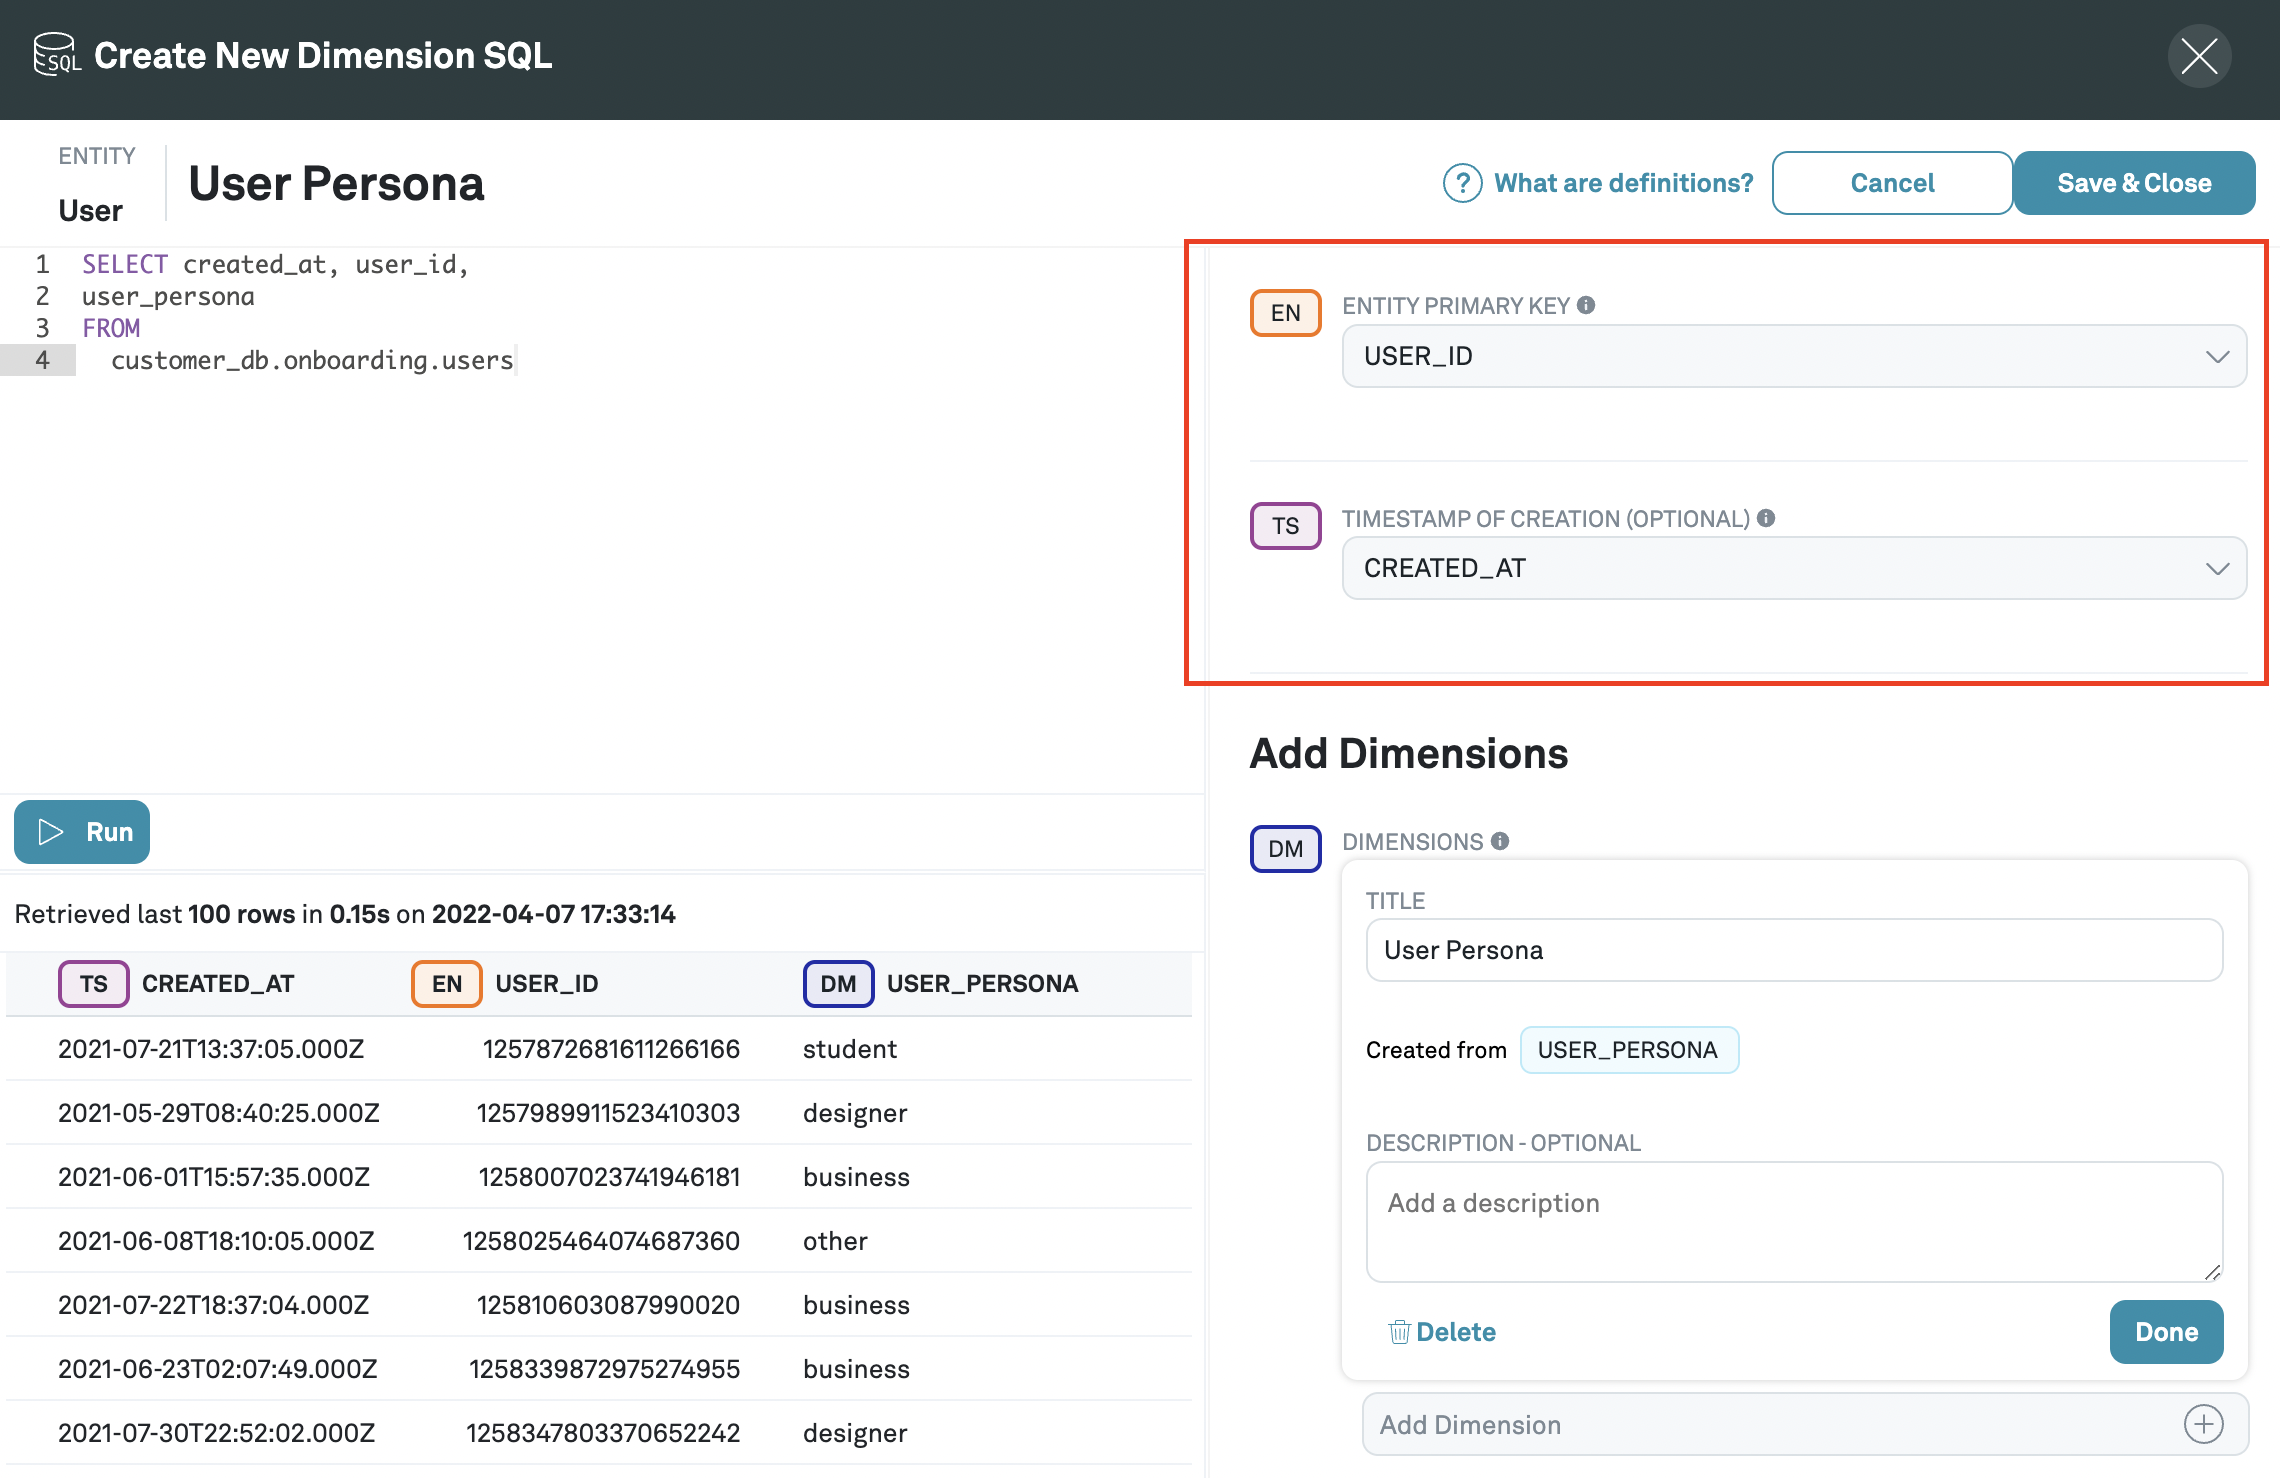 SQL Create New Dimension SQL
ENTITY
User
User Persona
? What are definitions?
Cancel
Save & Close
1 SELECT created_at, user_id,
2 user_persona
3 FROM
4 customer_db.onboarding.users
EN ENTITY PRIMARY KEY i
USER_ID
TS TIMESTAMP OF CREATION (OPTIONAL) i
CREATED_AT
Run
Retrieved last 100 rows in 0.15s on 2022-04-07 17:33:14
TS CREATED_AT EN USER_ID DM USER_PERSONA
2021-07-21T13:37:05.000Z 1257872681611266166 student
2021-05-29T08:40:25.000Z 1257989911523410303 designer
2021-06-01T15:57:35.000Z 1258007023741946181 business
2021-06-08T18:10:05.000Z 1258025464074687360 other
2021-07-22T18:37:04.000Z 125810603087990020 business
2021-06-23T02:07:49.000Z 1258339872975274955 business
2021-07-30T22:52:02.000Z 1258347803370652242 designer
Add Dimensions
DM DIMENSIONS i
TITLE
User Persona
Created from USER_PERSONA
DESCRIPTION - OPTIONAL
Add a description
Delete
Done
Add Dimension